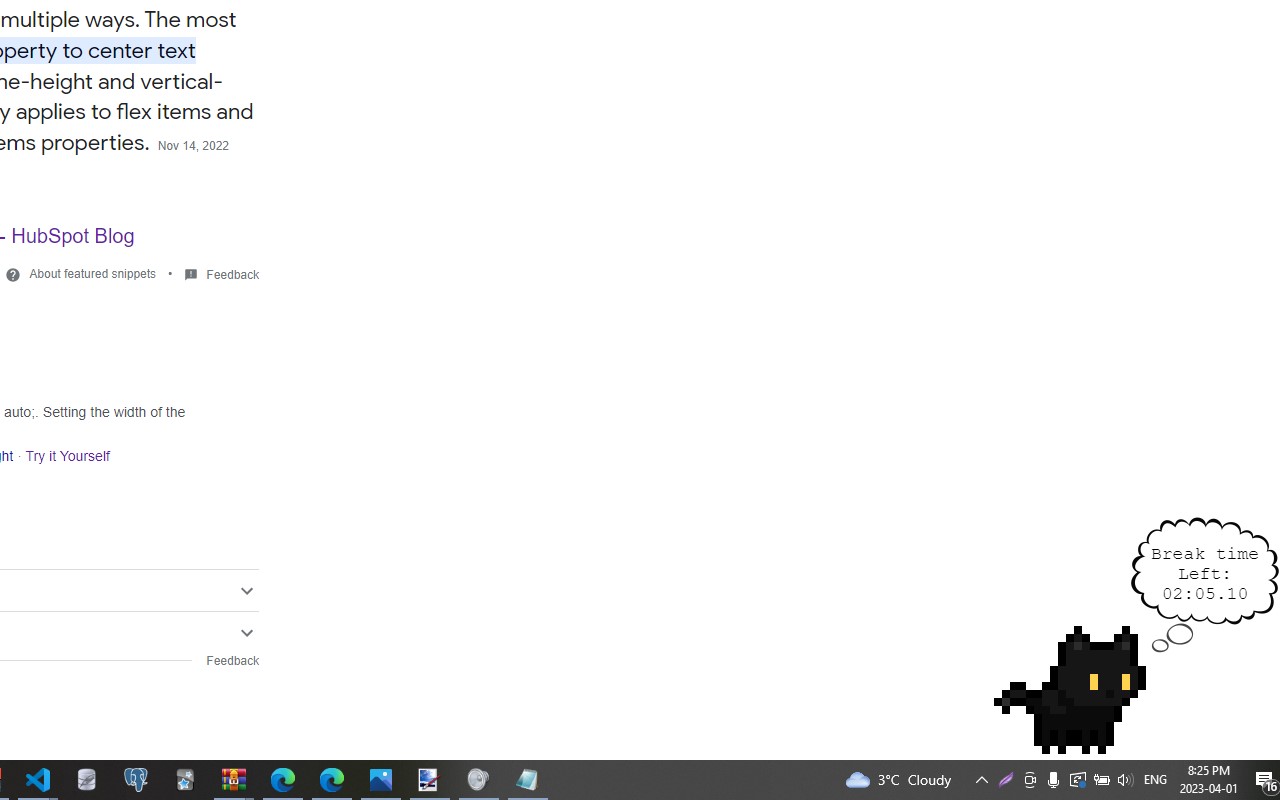 multiple ways. The most
operty to center text
ne-height and vertical-
y applies to flex items and
ems properties. Nov 14, 2022
- HubSpot Blog
About featured snippets • Feedback
auto;. Setting the width of the
ght · Try it Yourself
Break time
Left:
02:05.10
Feedback
3°C Cloudy
ENG
8:25 PM
2023-04-01
16